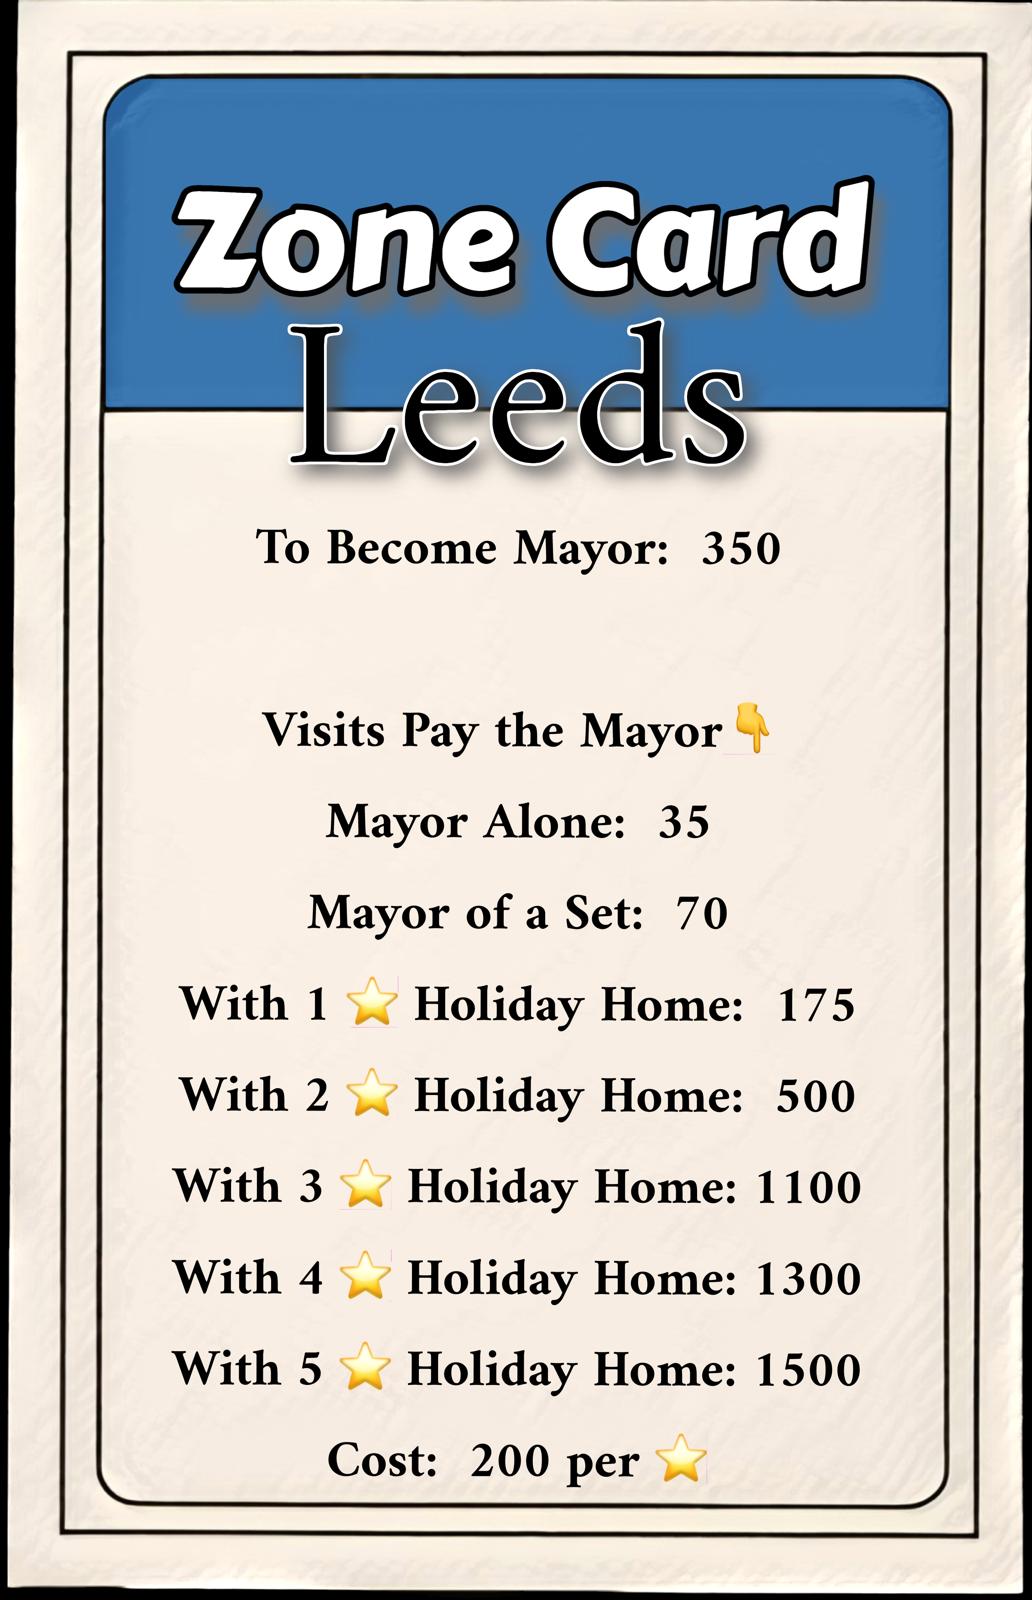 Zone Card
Leeds
To Become Mayor: 350
Visits Pay the Mayor👇
Mayor Alone: 35
Mayor of a Set: 70
With 1 ⭐ Holiday Home: 175
With 2 ⭐ Holiday Home: 500
With 3 ⭐ Holiday Home: 1100
With 4 ⭐ Holiday Home: 1300
With 5 ⭐ Holiday Home: 1500
Cost: 200 per ⭐